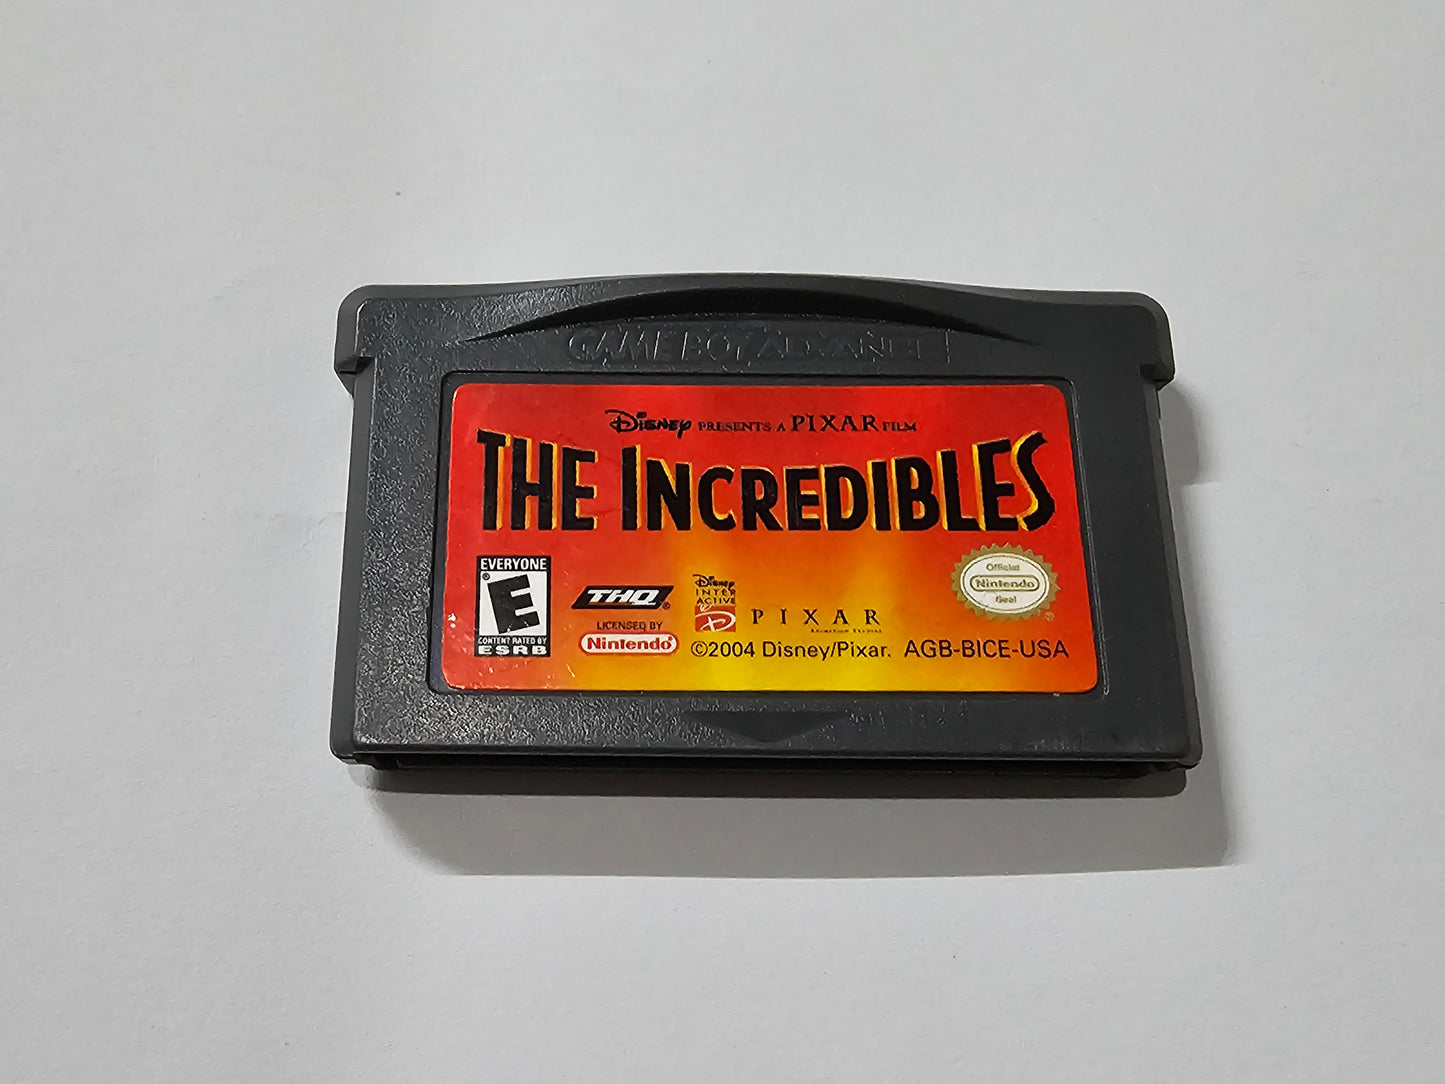 GAME BOY ADVANCE
Disney PRESENTS A PIXAR FILM
THE INCREDIBLES
EVERYONE
E
CONTENT RATED BY
ESRB
THQ
LICENSED BY
Nintendo
Disney
INTER
ACTIVE
PIXAR
©2004 Disney/Pixar. AGB-BICE-USA
Official
Nintendo
Seal